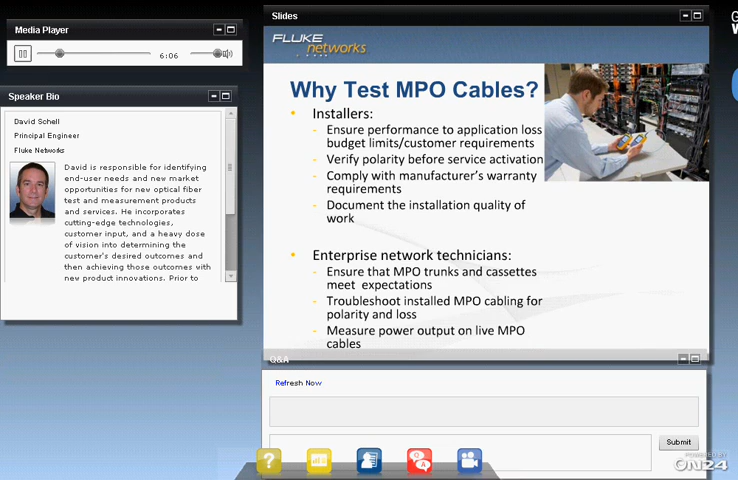 Media Player
6:06
Speaker Bio
David Schell
Principal Engineer
Fluke Networks
David is responsible for identifying
end-user needs and new market
opportunities for new optical fiber
test and measurement products
and services. He incorporates
cutting-edge technologies,
customer input, and a heavy dose
of vision into determining the
customer's desired outcomes and
then achieving those outcomes with
new product innovations. Prior to
Slides
FLUKE
networks
Why Test MPO Cables?
• Installers:
- Ensure performance to application loss
budget limits/customer requirements
- Verify polarity before service activation
- Comply with manufacturer's warranty
requirements
- Document the installation quality of
work
• Enterprise network technicians:
- Ensure that MPO trunks and cassettes
meet expectations
- Troubleshoot installed MPO cabling for
polarity and loss
- Measure power output on live MPO
cables
Q&A
Refresh Now
Submit
?
Q
A
POWERED BY
ON24
G
W